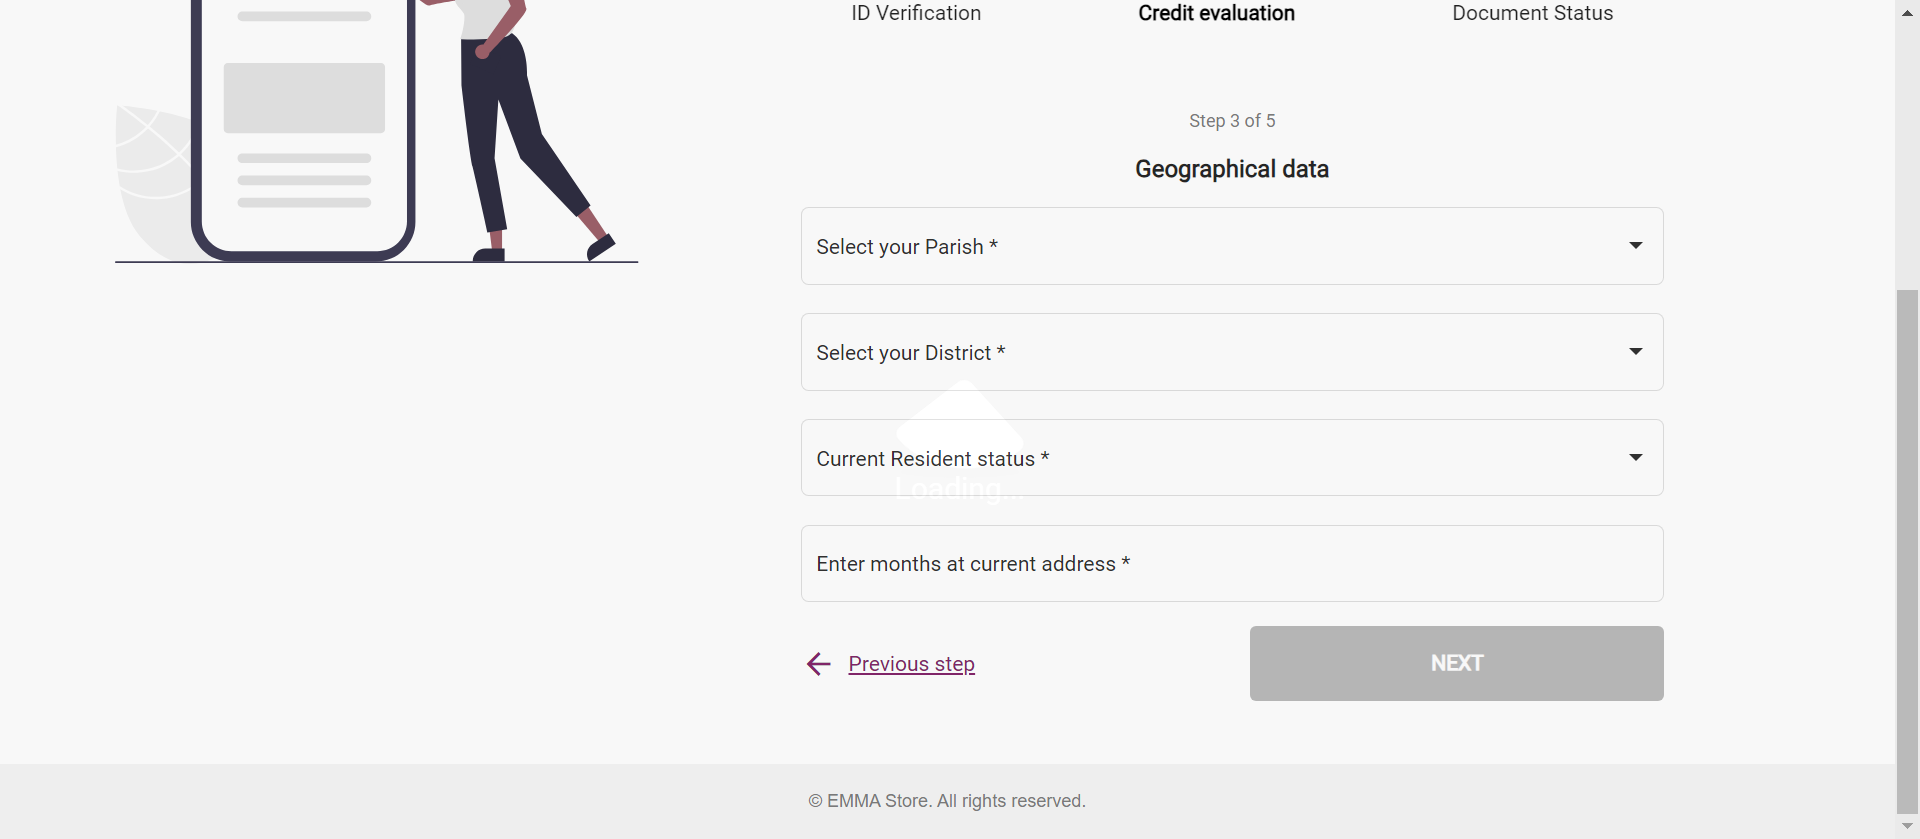 ID Verification
Credit evaluation
Document Status
Step 3 of 5
Geographical data
Select your Parish *
Select your District *
Current Resident status *
Loading...
Enter months at current address *
Previous step
NEXT
© EMMA Store. All rights reserved.